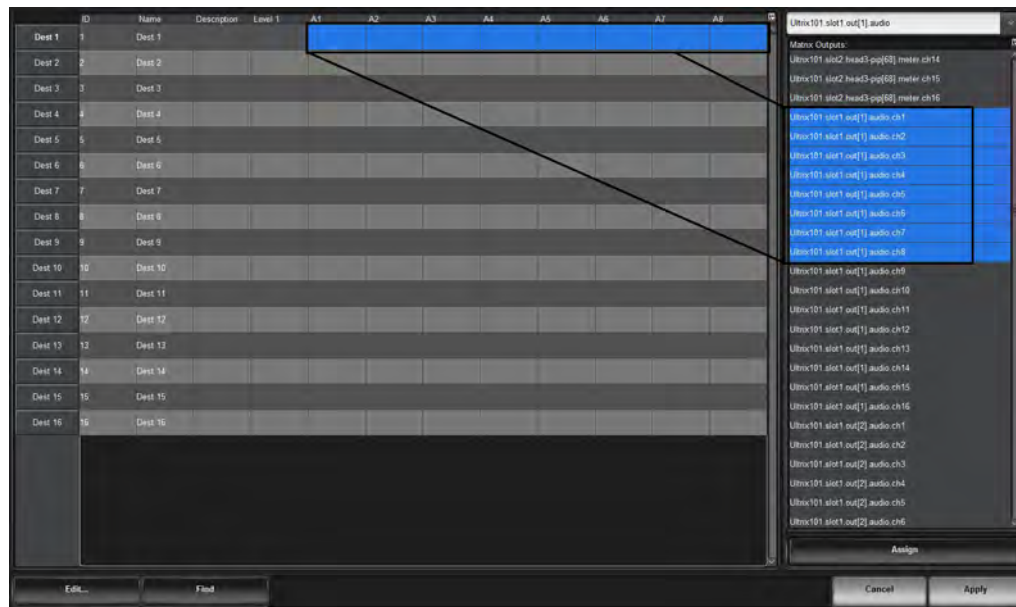 ID Name Description Level 1 A1 A2 A3 A4 A5 A6 A7 A8
Dest 1 1 Dest 1
Dest 2 2 Dest 2
Dest 3 3 Dest 3
Dest 4 4 Dest 4
Dest 5 5 Dest 5
Dest 6 6 Dest 6
Dest 7 7 Dest 7
Dest 8 8 Dest 8
Dest 9 9 Dest 9
Dest 10 10 Dest 10
Dest 11 11 Dest 11
Dest 12 12 Dest 12
Dest 13 13 Dest 13
Dest 14 14 Dest 14
Dest 15 15 Dest 15
Dest 16 16 Dest 16
Edit... Find
Ultrix101.slot1.out[1].audio
Matrix Outputs:
Ultrix101.slot2.head3-pip[68].meter.ch14
Ultrix101.slot2.head3-pip[68].meter.ch15
Ultrix101.slot2.head3-pip[68].meter.ch16
Ultrix101.slot1.out[1].audio.ch1
Ultrix101.slot1.out[1].audio.ch2
Ultrix101.slot1.out[1].audio.ch3
Ultrix101.slot1.out[1].audio.ch4
Ultrix101.slot1.out[1].audio.ch5
Ultrix101.slot1.out[1].audio.ch6
Ultrix101.slot1.out[1].audio.ch7
Ultrix101.slot1.out[1].audio.ch8
Ultrix101.slot1.out[1].audio.ch9
Ultrix101.slot1.out[1].audio.ch10
Ultrix101.slot1.out[1].audio.ch11
Ultrix101.slot1.out[1].audio.ch12
Ultrix101.slot1.out[1].audio.ch13
Ultrix101.slot1.out[1].audio.ch14
Ultrix101.slot1.out[1].audio.ch15
Ultrix101.slot1.out[1].audio.ch16
Ultrix101.slot1.out[2].audio.ch1
Ultrix101.slot1.out[2].audio.ch2
Ultrix101.slot1.out[2].audio.ch3
Ultrix101.slot1.out[2].audio.ch4
Ultrix101.slot1.out[2].audio.ch5
Ultrix101.slot1.out[2].audio.ch6
Assign
Cancel Apply